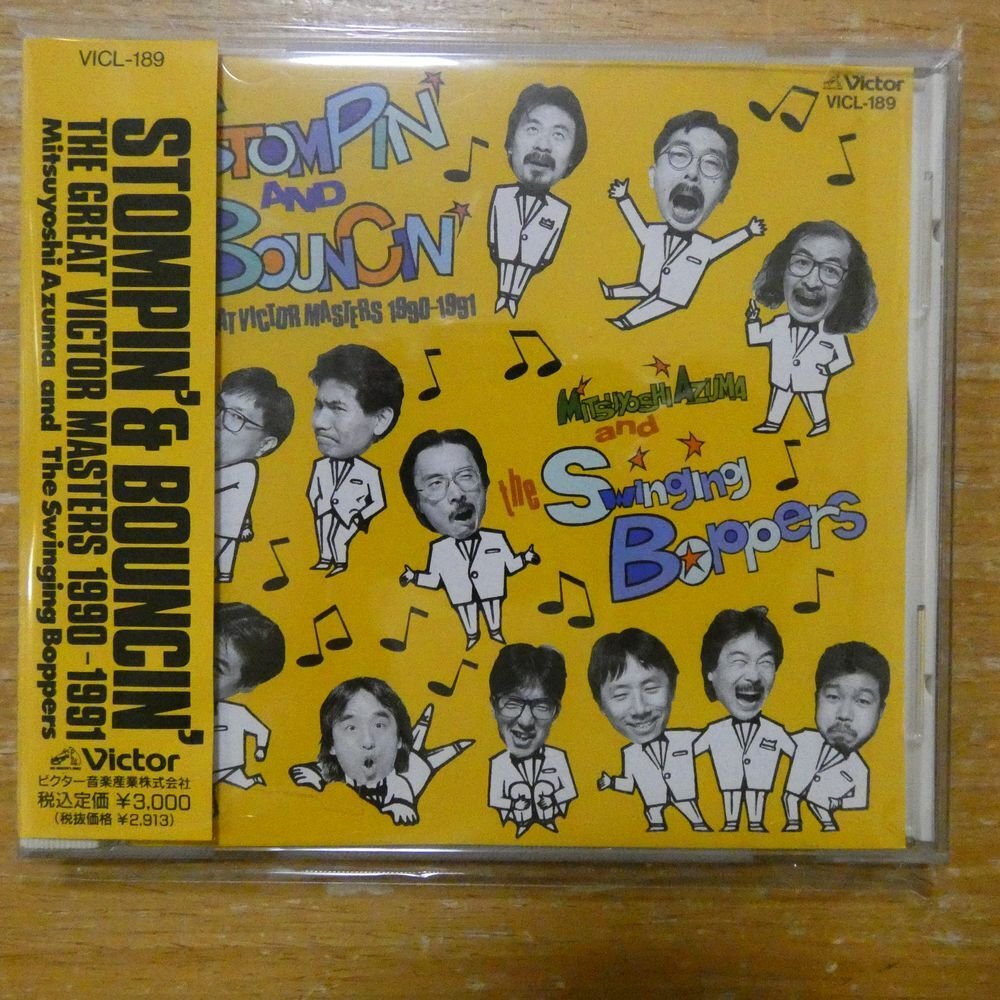 VICL-189
STOMPIN' & BOUNCIN'
THE GREAT VICTOR MASTERS 1990-1991
Mitsuyoshi Azuma and The Swinging Boppers
Victor
ビクター音楽産業株式会社
税込定価 ¥3,000
(税抜価格 ¥2,913)
STOMPIN'
AND
BOUNCIN'
AT VICTOR MASTERS 1990-1991
Victor
VICL-189
MITSUYOSHI AZUMA
and
the Swinging
Boppers